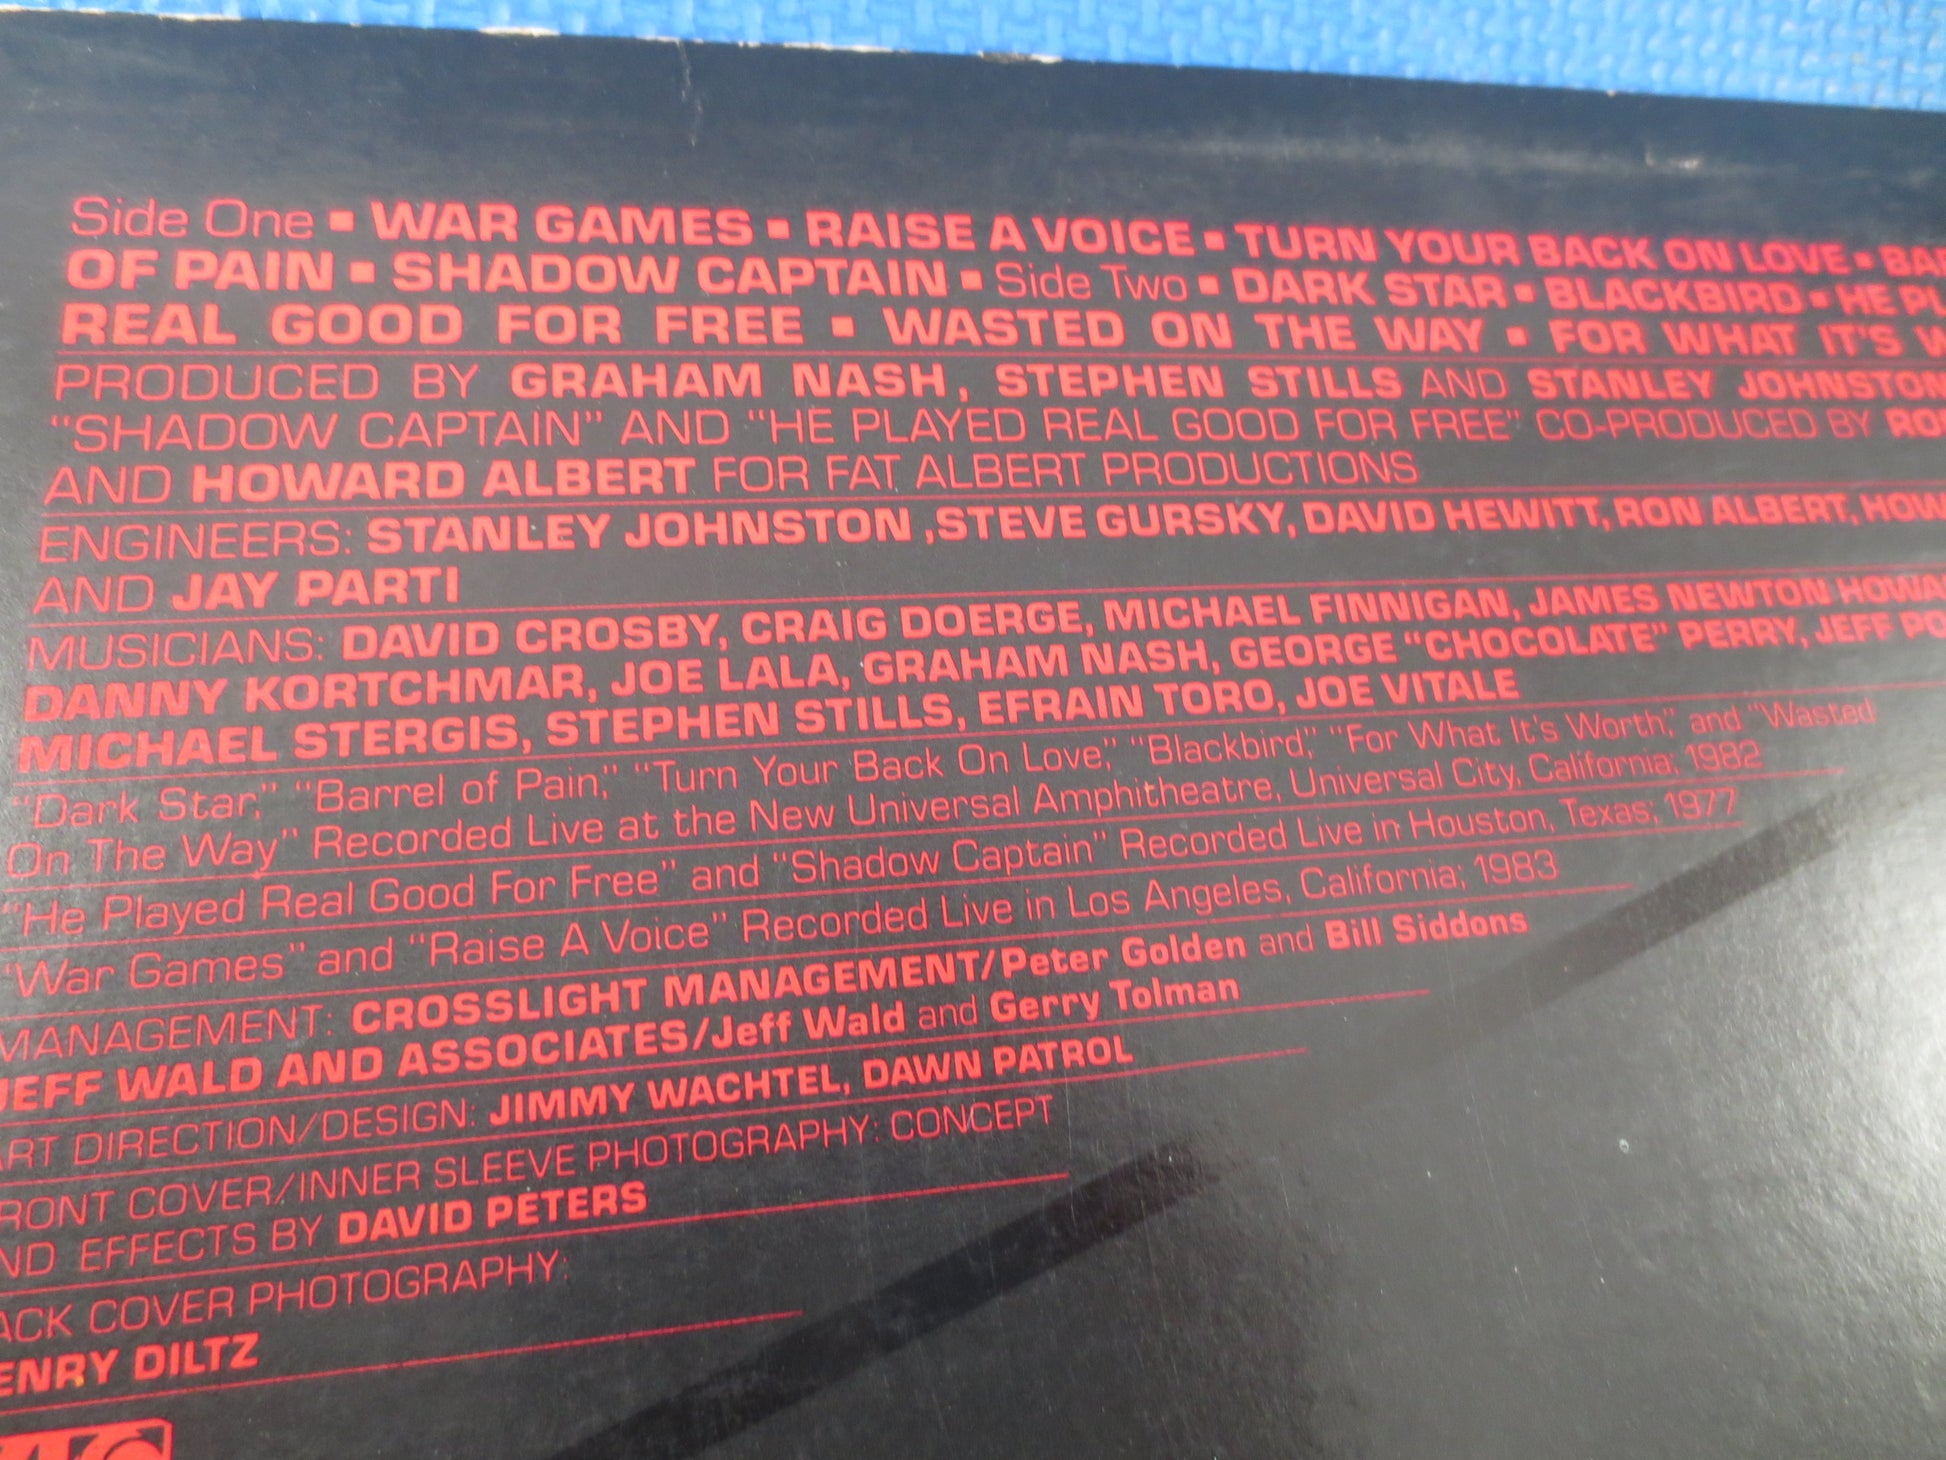 Side One ▪ WAR GAMES ▪ RAISE A VOICE ▪ TURN YOUR BACK ON LOVE ▪
OF PAIN ▪ SHADOW CAPTAIN ▪ Side Two ▪ DARK STAR ▪ BLACKBIRD ▪ HE
REAL GOOD FOR FREE ▪ WASTED ON THE WAY ▪ FOR WHAT IT'S
PRODUCED BY GRAHAM NASH, STEPHEN STILLS AND STANLEY JOHNSTON
“SHADOW CAPTAIN” AND “HE PLAYED REAL GOOD FOR FREE” CO-PRODUCED BY
AND HOWARD ALBERT FOR FAT ALBERT PRODUCTIONS
ENGINEERS: STANLEY JOHNSTON ,STEVE GURSKY, DAVID HEWITT, RON ALBERT,
AND JAY PARTI
MUSICIANS: DAVID CROSBY, CRAIG DOERGE, MICHAEL FINNIGAN, JAMES NEWTON
DANNY KORTCHMAR, JOE LALA, GRAHAM NASH, GEORGE “CHOCOLATE” PERRY, JEFF
MICHAEL STERGIS, STEPHEN STILLS, EFRAIN TORO, JOE VITALE
“Dark Star,” “Barrel of Pain,” “Turn Your Back On Love,” “Blackbird,” “For What It's Worth,” and “Wasted
On The Way” Recorded Live at the New Universal Amphitheatre, Universal City, California; 1982
“He Played Real Good For Free” and “Shadow Captain” Recorded Live in Houston, Texas; 1977
“War Games” and “Raise A Voice” Recorded Live in Los Angeles, California; 1983
MANAGEMENT: CROSSLIGHT MANAGEMENT/Peter Golden and Bill Siddons
JEFF WALD AND ASSOCIATES/Jeff Wald and Gerry Tolman
ART DIRECTION/DESIGN: JIMMY WACHTEL, DAWN PATROL
FRONT COVER/INNER SLEEVE PHOTOGRAPHY: CONCEPT
AND EFFECTS BY DAVID PETERS
BACK COVER PHOTOGRAPHY:
HENRY DILTZ